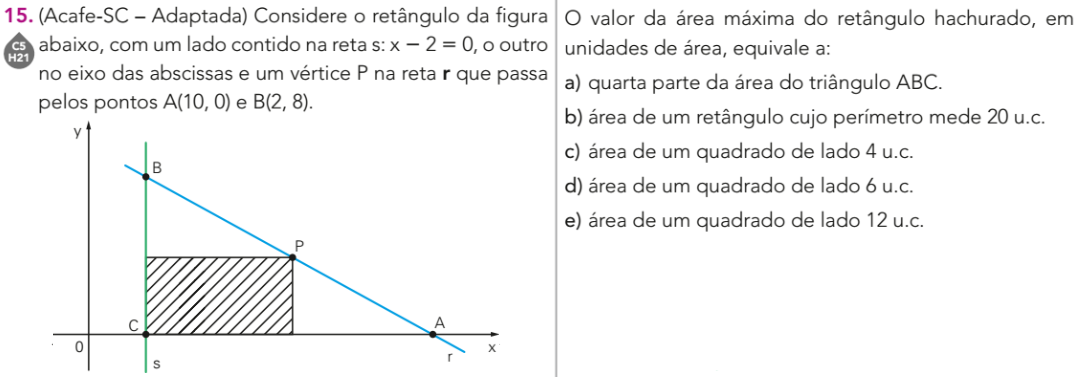 15. (Acafe-SC – Adaptada) Considere o retângulo da figura
C5
H21
abaixo, com um lado contido na reta s: x − 2 = 0, o outro
no eixo das abscissas e um vértice P na reta r que passa
pelos pontos A(10, 0) e B(2, 8).
y
B
P
C
A
0
s
r
x
O valor da área máxima do retângulo hachurado, em
unidades de área, equivale a:
a) quarta parte da área do triângulo ABC.
b) área de um retângulo cujo perímetro mede 20 u.c.
c) área de um quadrado de lado 4 u.c.
d) área de um quadrado de lado 6 u.c.
e) área de um quadrado de lado 12 u.c.